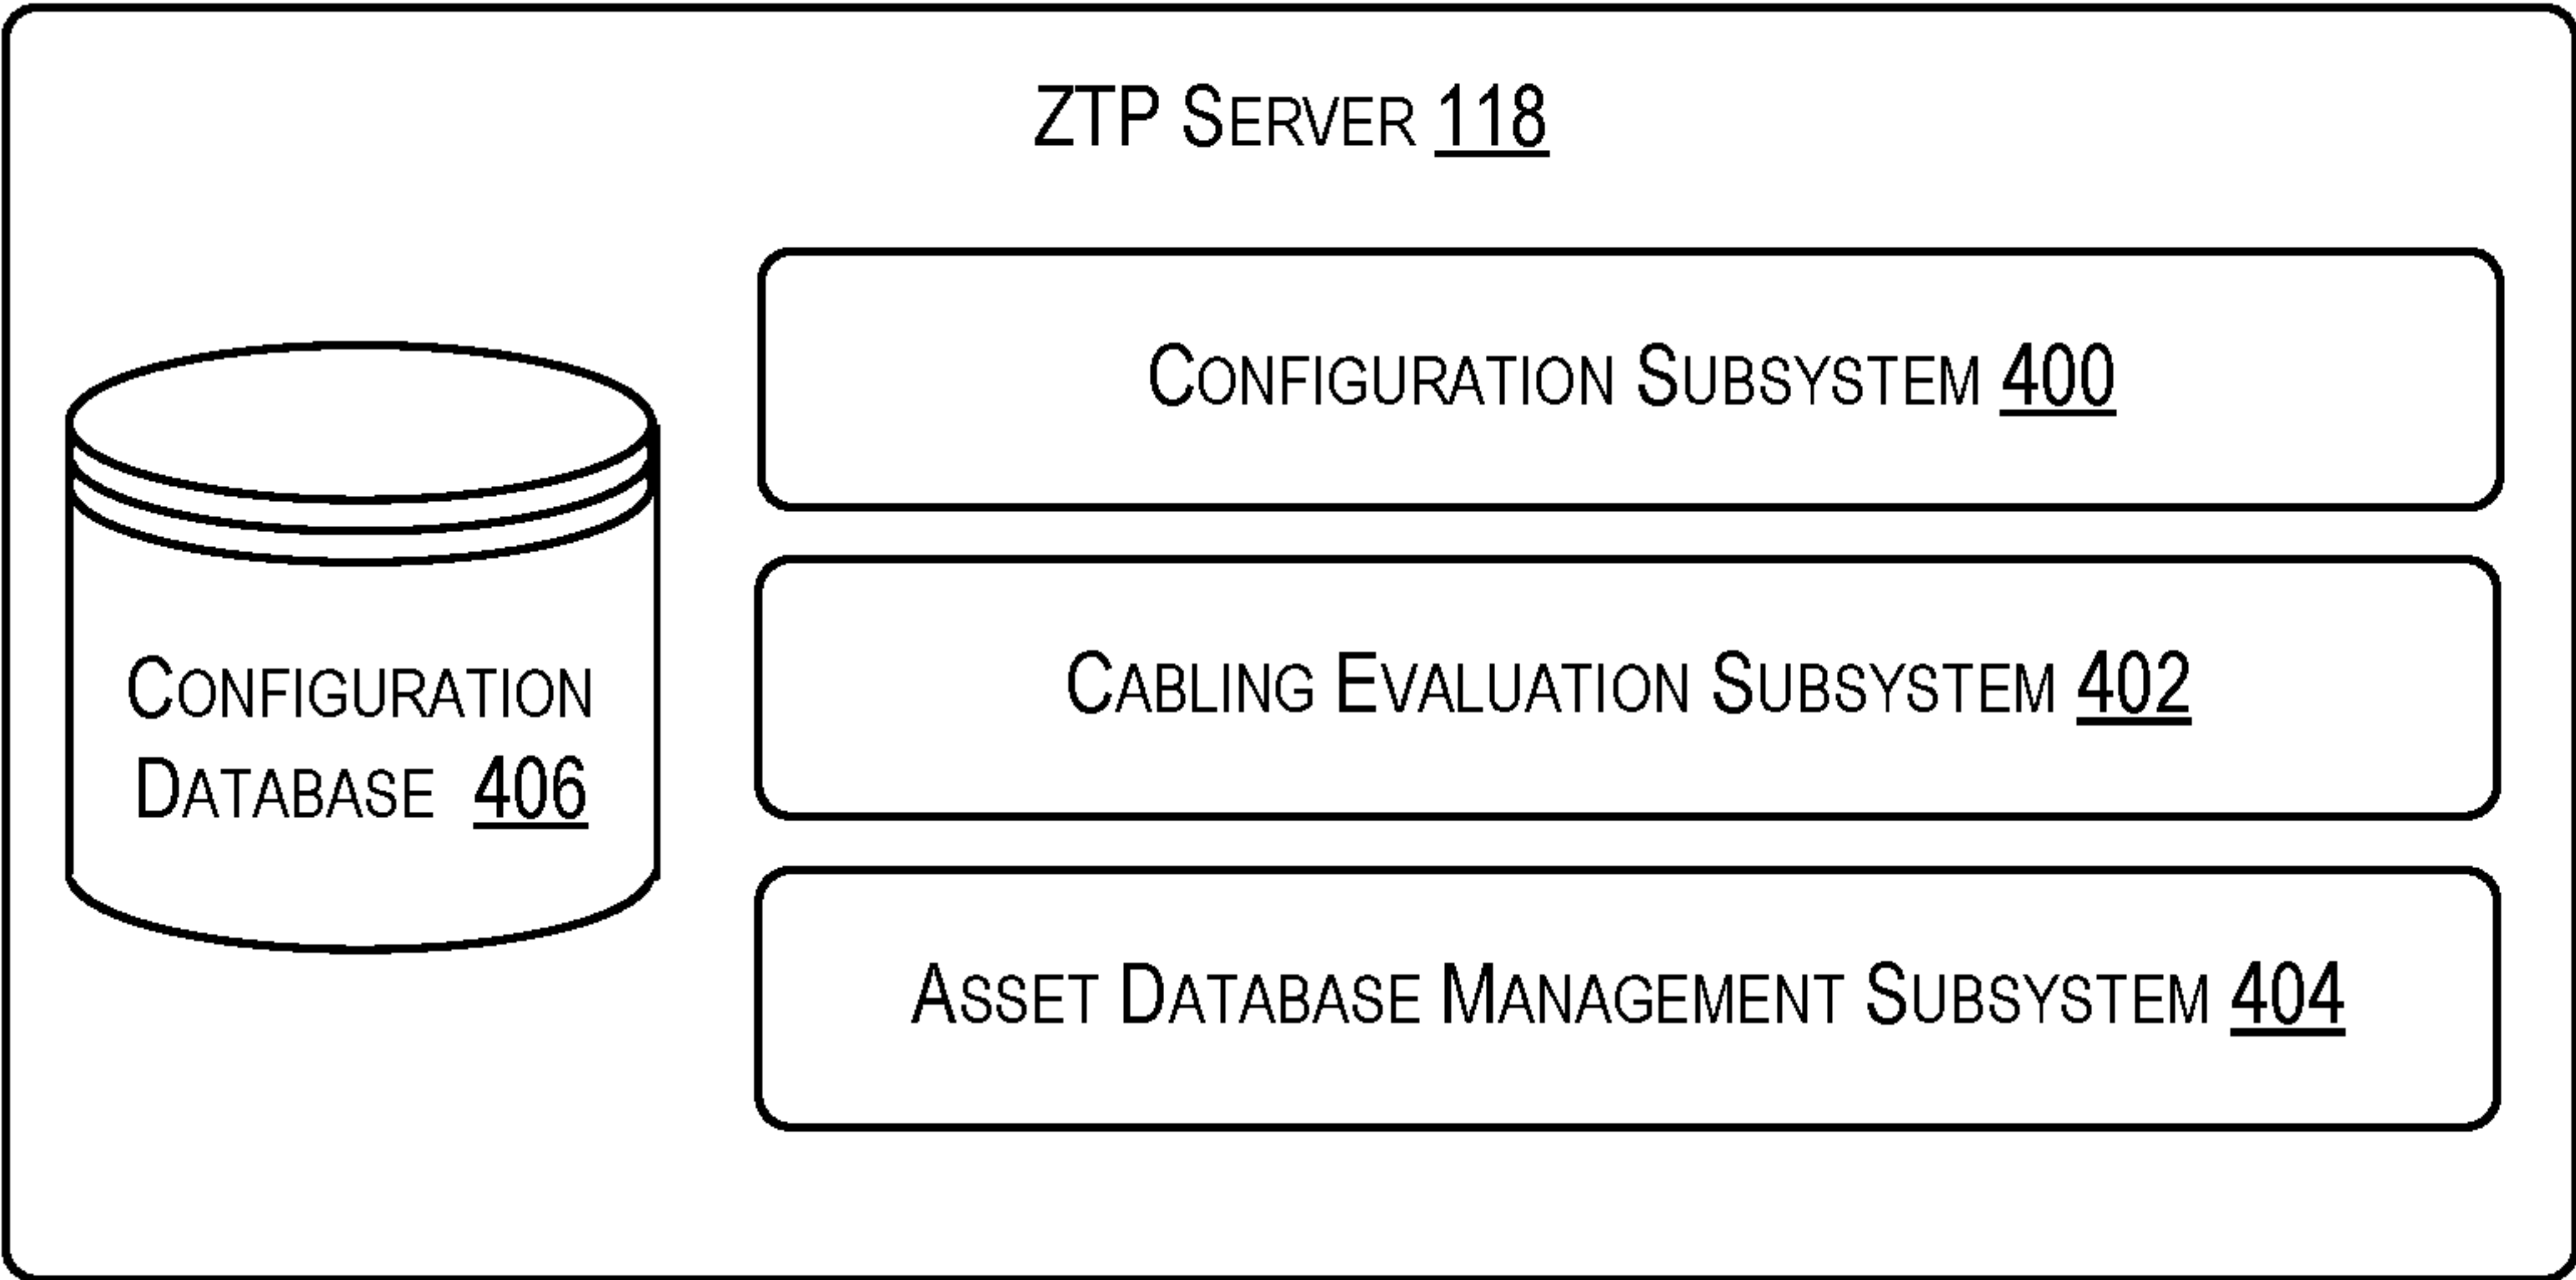 ZTP SERVER 118
CONFIGURATION SUBSYSTEM 400
CABLING EVALUATION SUBSYSTEM 402
ASSET DATABASE MANAGEMENT SUBSYSTEM 404
CONFIGURATION
DATABASE 406